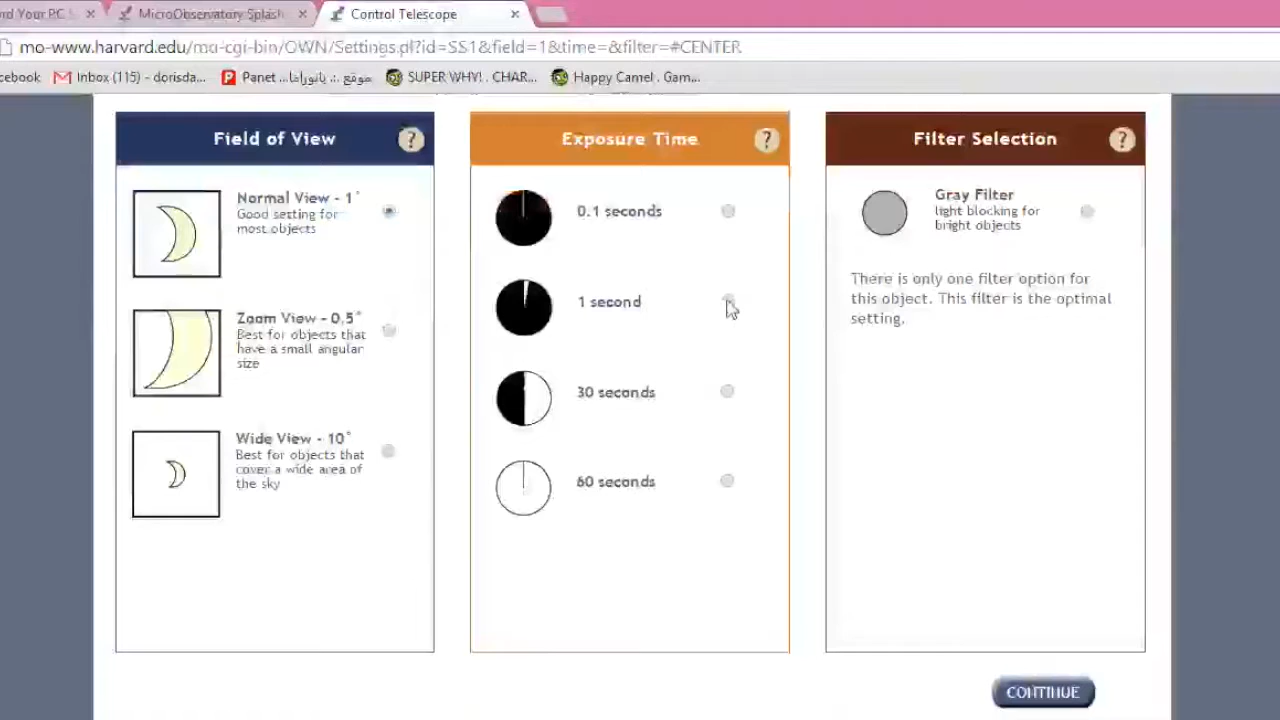 ard Your PC
MicroObservatory Splash
Control Telescope
mo-www.harvard.edu/mo-cgi-bin/OWN/Settings.pl?id=SS1&field=1&time=&filter=#CENTER
cebook
Inbox (115) - dorisda...
Panet ... موقع :. بانوراما
SUPER WHY! . CHAR...
Happy Camel . Gam...
Field of View
?
Normal View - 1°
Good setting for
most objects
Zoom View - 0.5°
Best for objects that
have a small angular
size
Wide View - 10°
Best for objects that
cover a wide area of
the sky
Exposure Time
?
0.1 seconds
1 second
30 seconds
60 seconds
Filter Selection
?
Gray Filter
light blocking for
bright objects
There is only one filter option for
this object. This filter is the optimal
setting.
CONTINUE